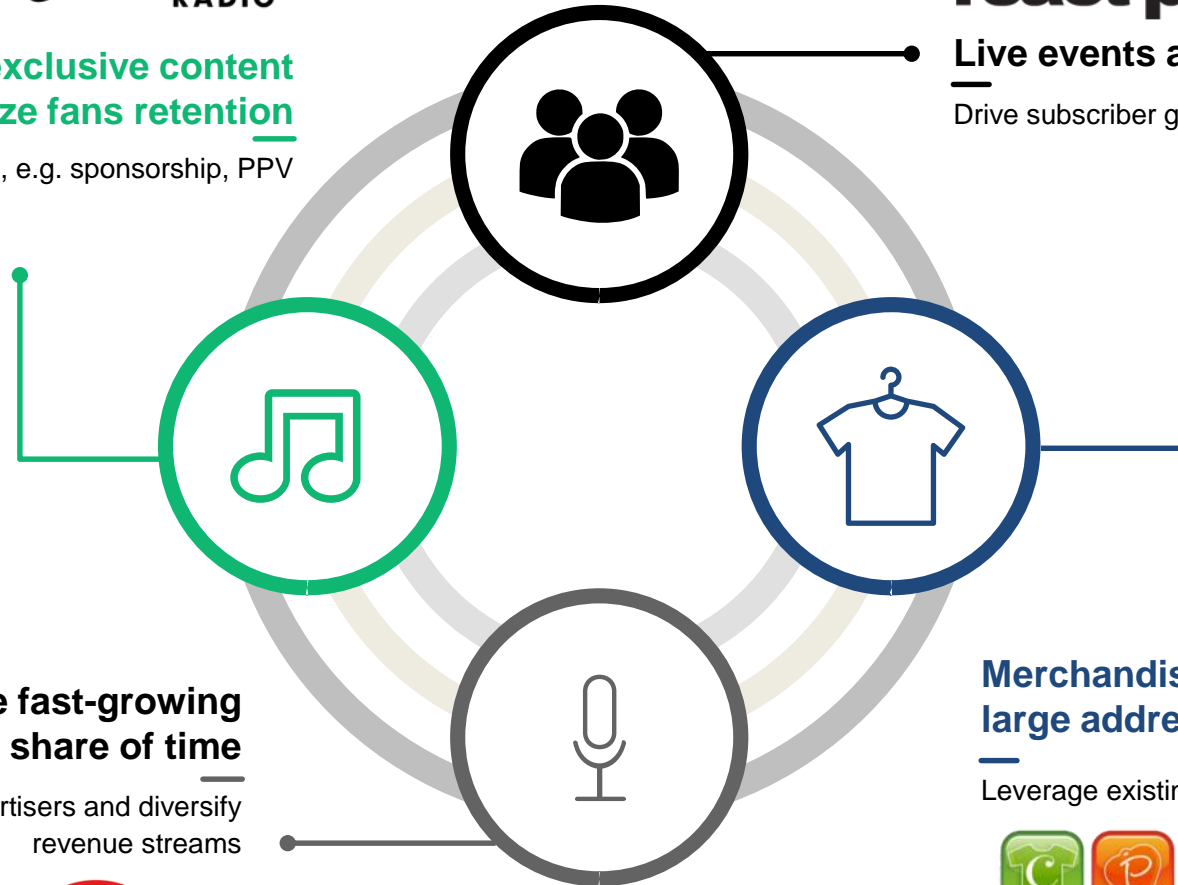 RADIO
exclusive content
ze fans retention
, e.g. sponsorship, PPV
Live events a
Drive subscriber g
e fast-growing
share of time
rtisers and diversify
revenue streams
Merchandis
large addre
Leverage existin
C P